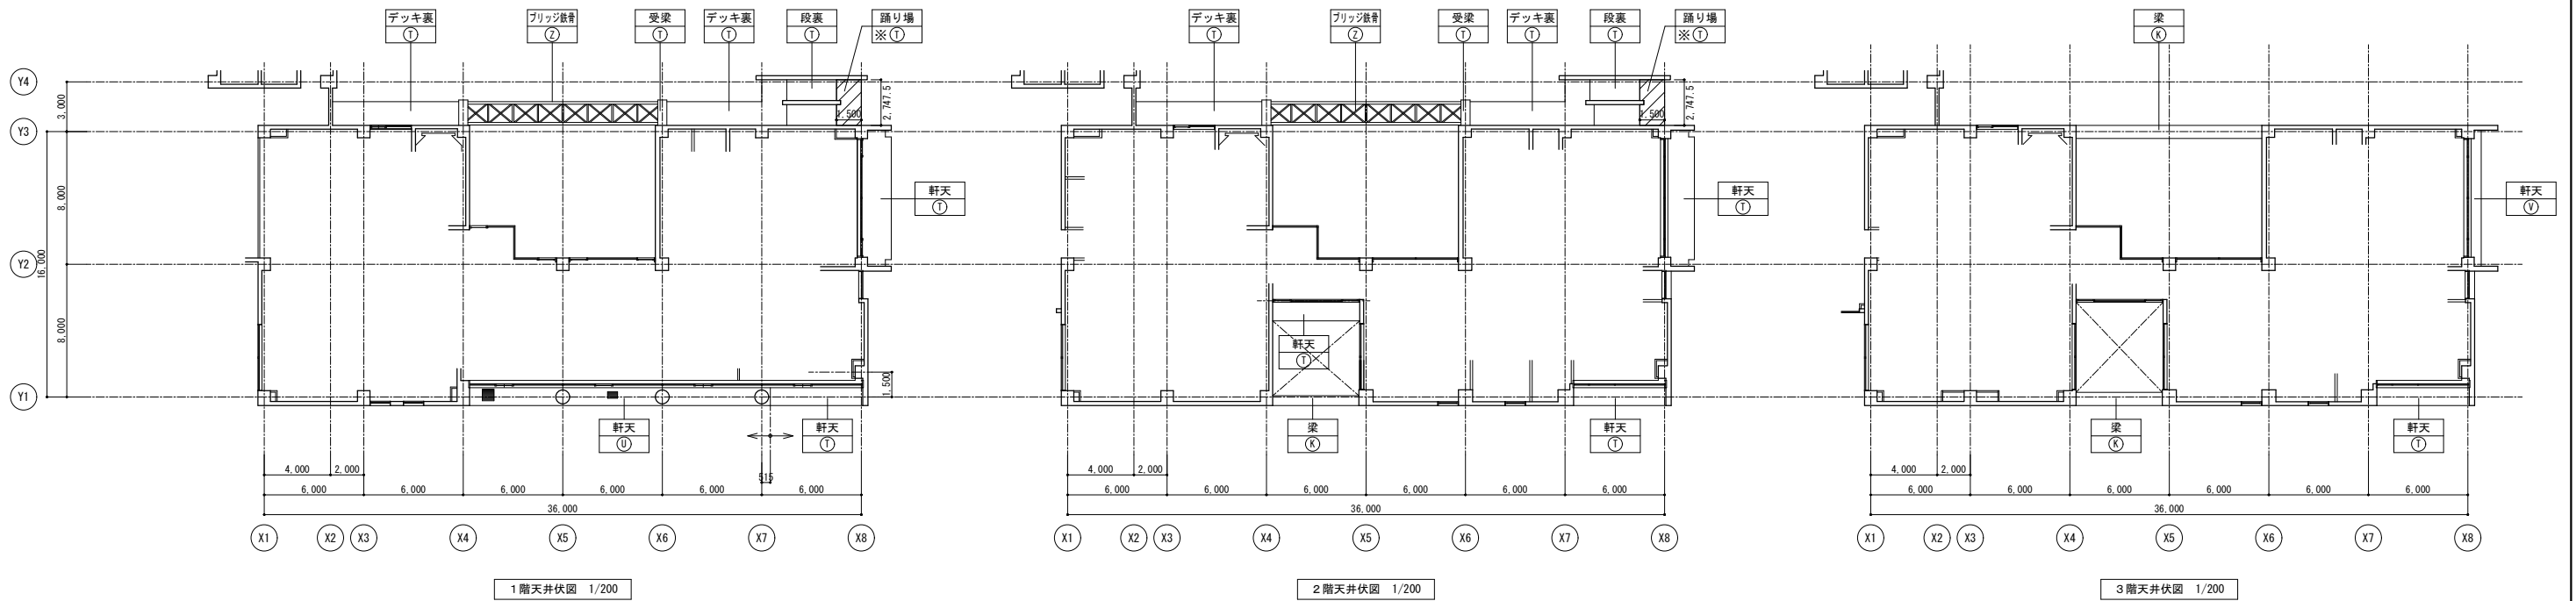 デッキ裏
Ⓣ
ブリッジ鉄骨
Ⓩ
受梁
Ⓣ
デッキ裏
Ⓣ
段裏
Ⓣ
踊り場
※Ⓣ
Y4
Y3
Y2
Y1
3,000
8,000
8,000
16,000
2,747.5
1,500
軒天
Ⓣ
1,500
軒天
Ⓤ
軒天
Ⓣ
515
4,000
2,000
6,000
6,000
6,000
6,000
6,000
6,000
36,000
X1
X2
X3
X4
X5
X6
X7
X8
1階天井伏図 1/200
デッキ裏
Ⓣ
ブリッジ鉄骨
Ⓩ
受梁
Ⓣ
デッキ裏
Ⓣ
段裏
Ⓣ
踊り場
※Ⓣ
2,747.5
1,500
軒天
Ⓣ
軒天
Ⓣ
梁
Ⓚ
軒天
Ⓣ
4,000
2,000
6,000
6,000
6,000
6,000
6,000
6,000
36,000
X1
X2
X3
X4
X5
X6
X7
X8
2階天井伏図 1/200
梁
Ⓚ
軒天
Ⓥ
梁
Ⓚ
軒天
Ⓣ
4,000
2,000
6,000
6,000
6,000
6,000
6,000
6,000
36,000
X1
X2
X3
X4
X5
X6
X7
X8
3階天井伏図 1/200